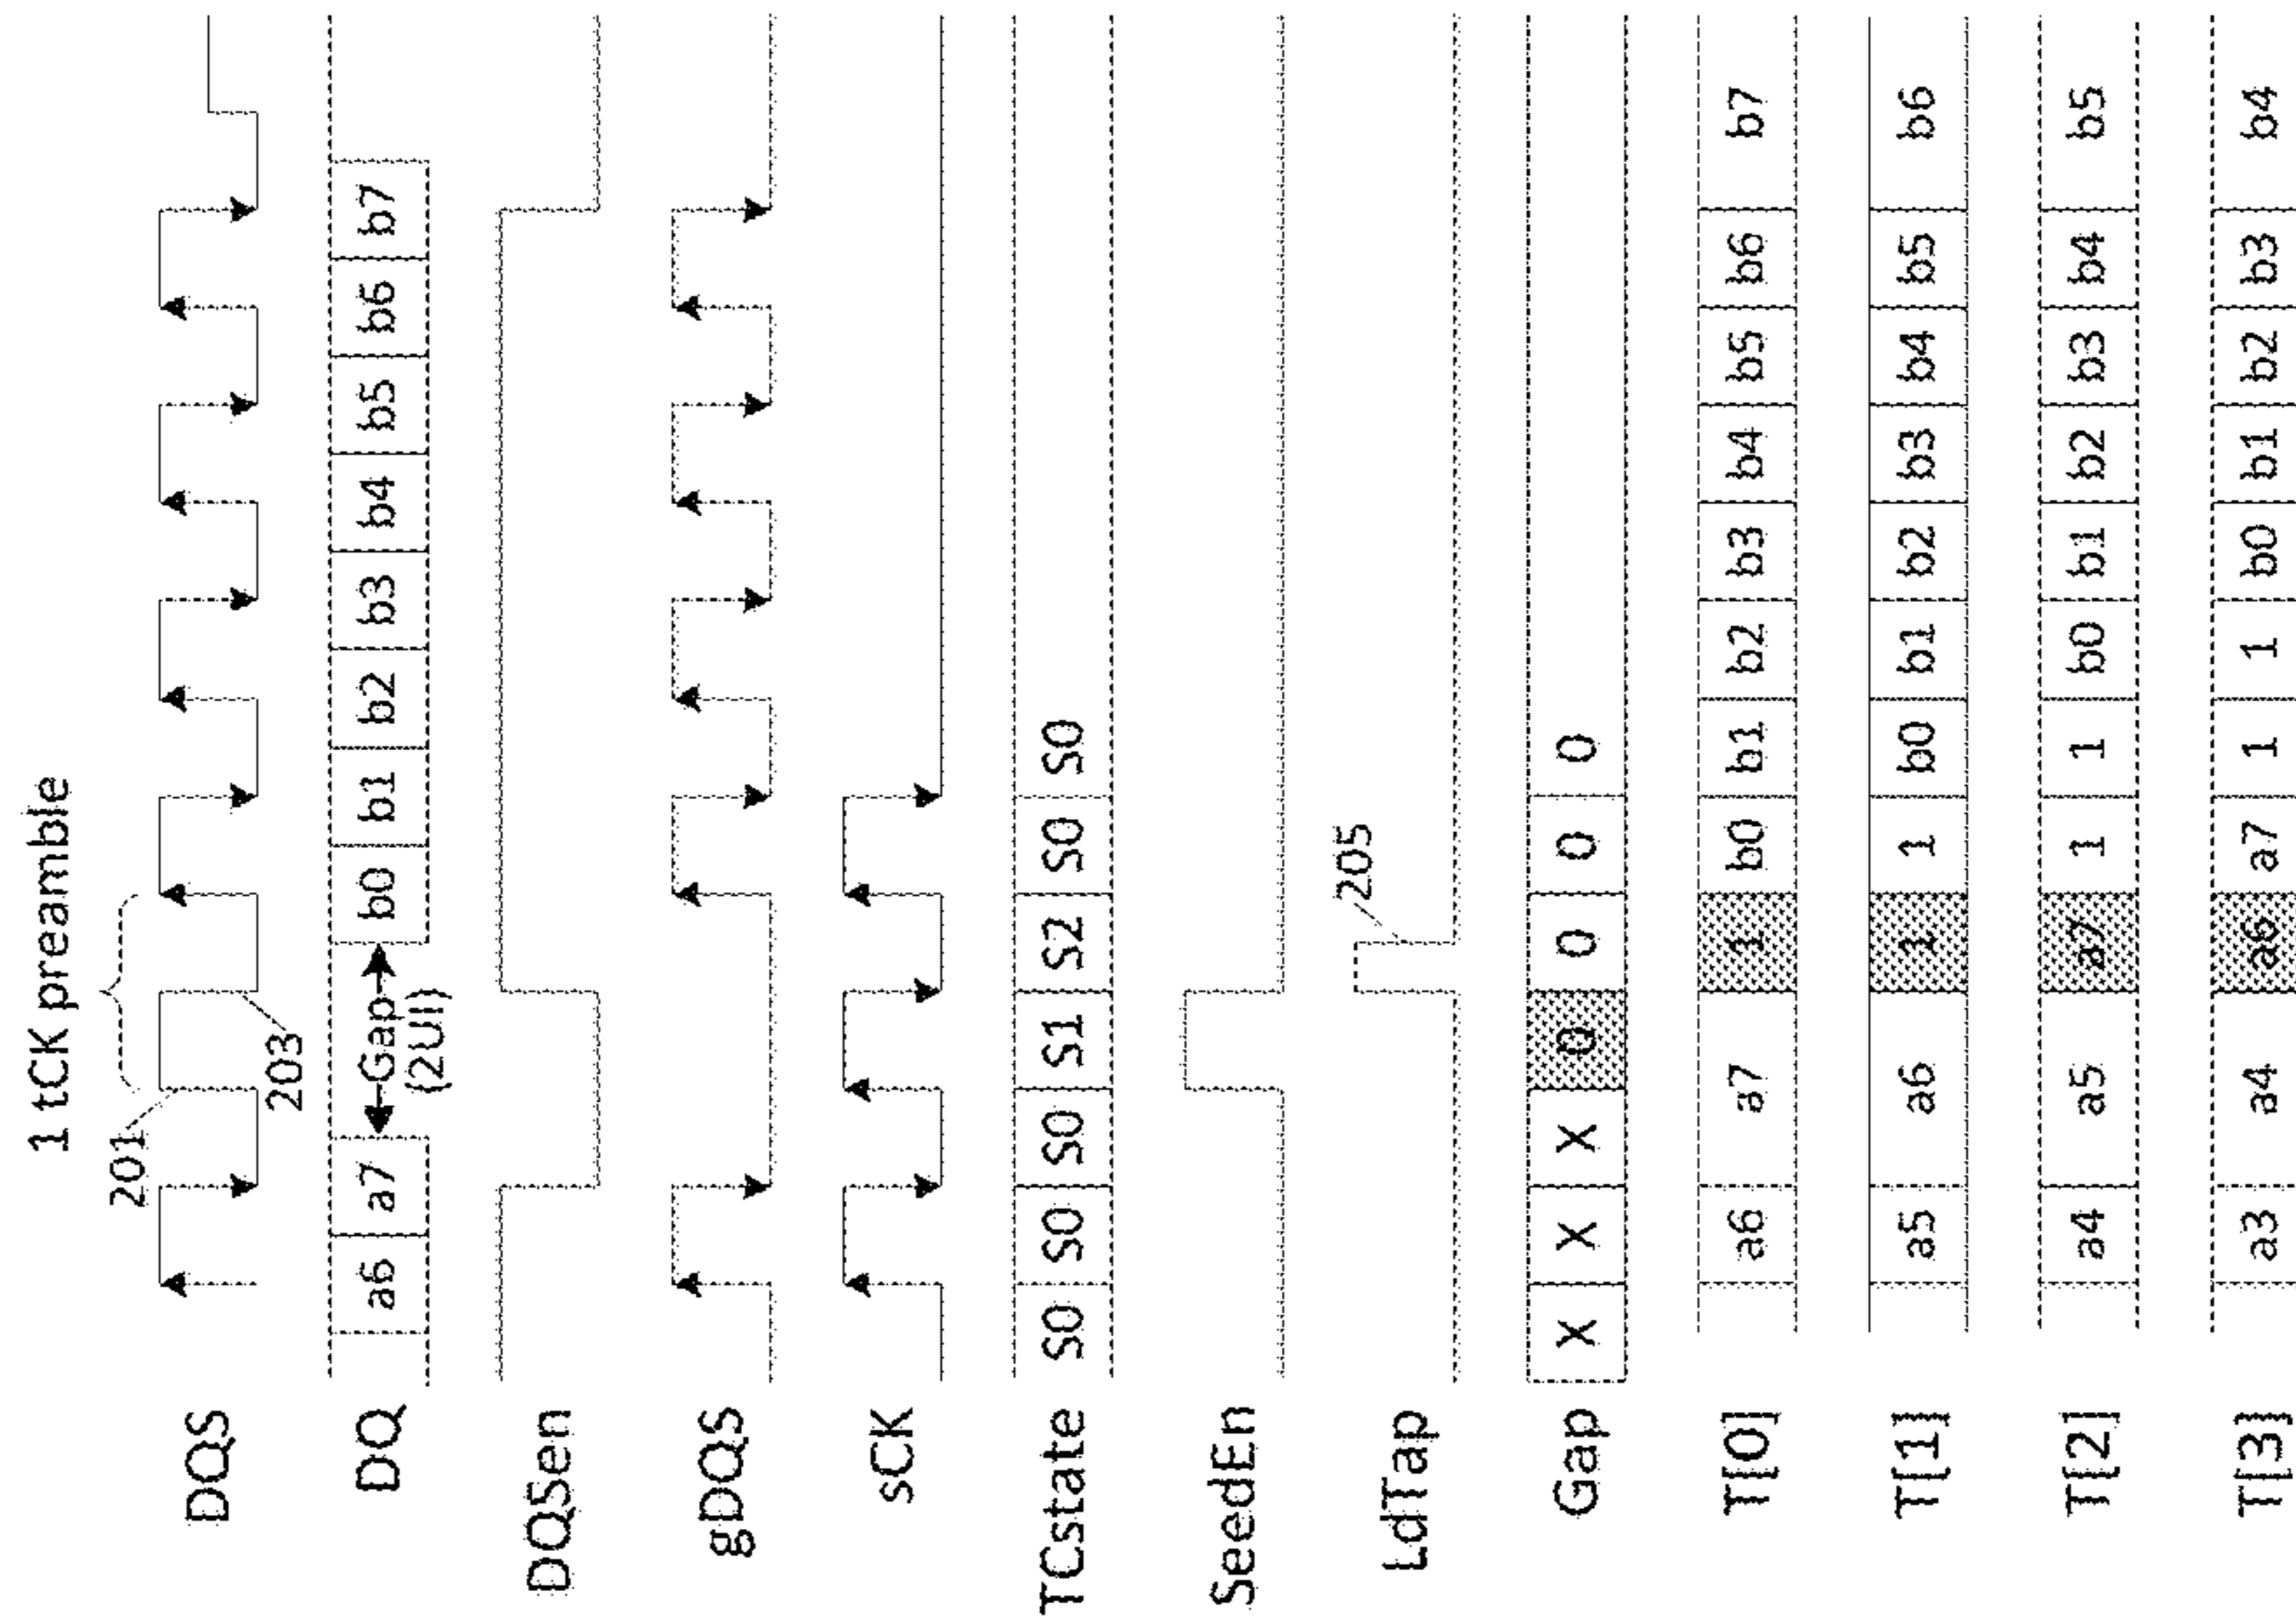 1 tCK preamble
201
203
DQS
DQ a6 a7 Gap (2UI) b0 b1 b2 b3 b4 b5 b6 b7
DQSen
gDQS
sCK
TCstate S0 S0 S0 S1 S2 S0 S0
SeedEn
LdTap 205
Gap X X X 0 0 0 0
T[0] a6 a7 1 b0 b1 b2 b3 b4 b5 b6 b7
T[1] a5 a6 1 1 b0 b1 b2 b3 b4 b5 b6
T[2] a4 a5 a7 1 1 b0 b1 b2 b3 b4 b5
T[3] a3 a4 a6 a7 1 1 b0 b1 b2 b3 b4